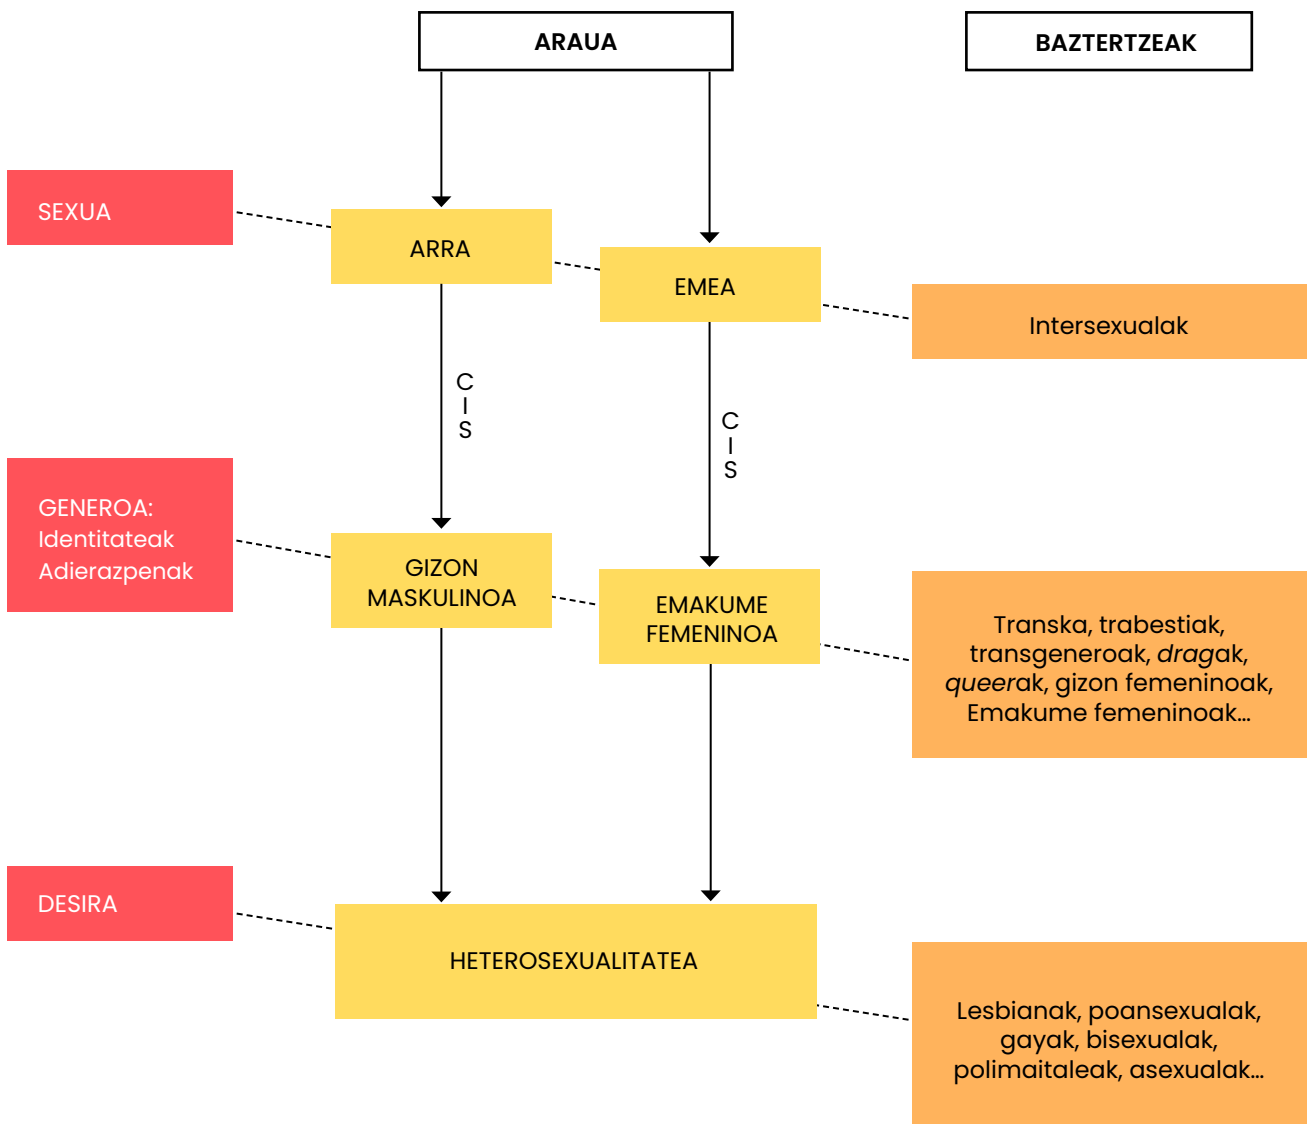 ARAUA
BAZTERTZEAK
SEXUA
ARRA
EMEA
Intersexualak
C
I
S
C
I
S
GENEROA:
Identitateak
Adierazpenak
GIZON
MASKULINOA
EMAKUME
FEMENINOA
Transka, trabestiak,
transgeneroak, dragak,
queerak, gizon femeninoak,
Emakume femeninoak...
DESIRA
HETEROSEXUALITATEA
Lesbianak, poansexualak,
gayak, bisexualak,
polimaitaleak, asexualak...